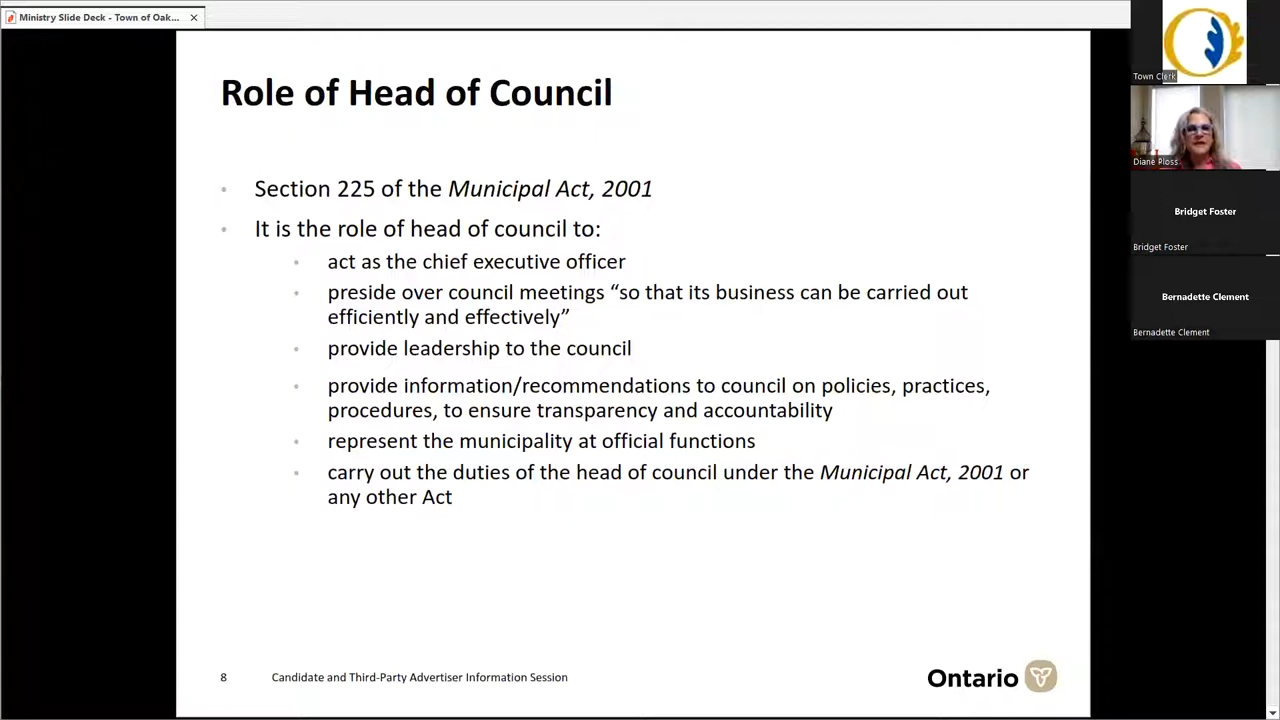 Ministry Slide Deck - Town of Oak...
Role of Head of Council
Section 225 of the Municipal Act, 2001
It is the role of head of council to:
act as the chief executive officer
preside over council meetings “so that its business can be carried out
efficiently and effectively”
provide leadership to the council
provide information/recommendations to council on policies, practices,
procedures, to ensure transparency and accountability
represent the municipality at official functions
carry out the duties of the head of council under the Municipal Act, 2001 or
any other Act
8
Candidate and Third-Party Advertiser Information Session
Ontario
Town Clerk
Diane Ploss
Bridget Foster
Bridget Foster
Bernadette Clement
Bernadette Clement